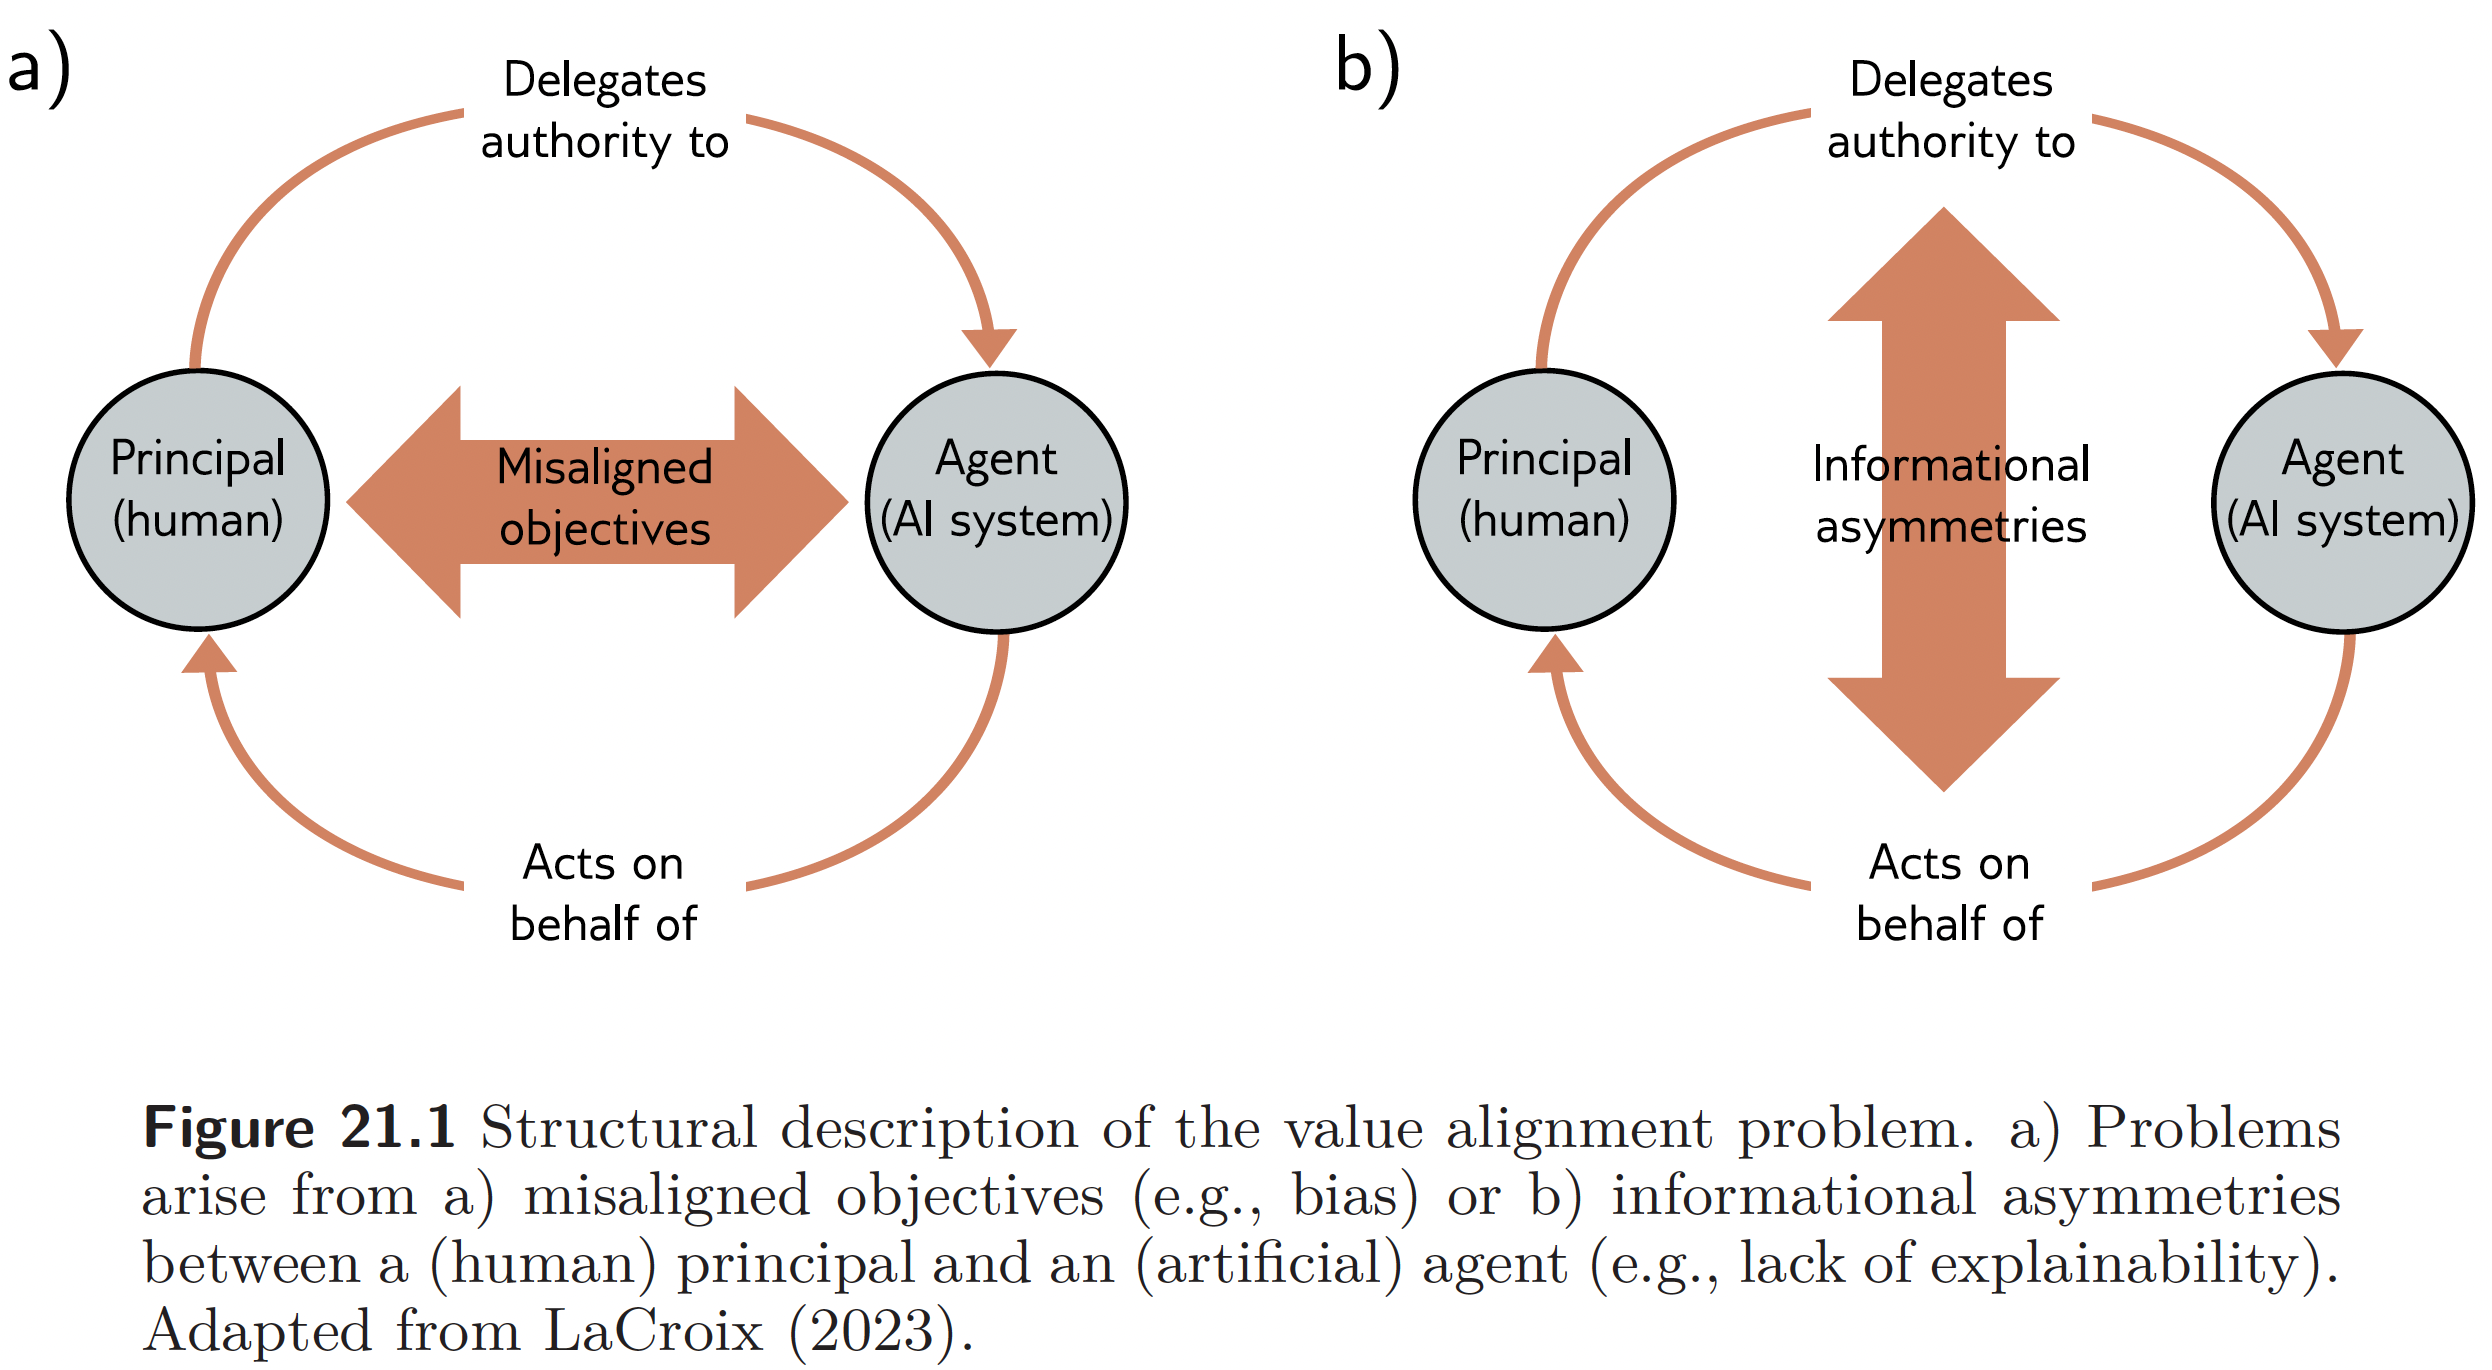 a)
Delegates
authority to
Principal
(human)
Misaligned
objectives
Agent
(AI system)
Acts on
behalf of
b)
Delegates
authority to
Principal
(human)
Informational
asymmetries
Agent
(AI system)
Acts on
behalf of
Figure 21.1 Structural description of the value alignment problem. a) Problems
arise from a) misaligned objectives (e.g., bias) or b) informational asymmetries
between a (human) principal and an (artificial) agent (e.g., lack of explainability).
Adapted from LaCroix (2023).